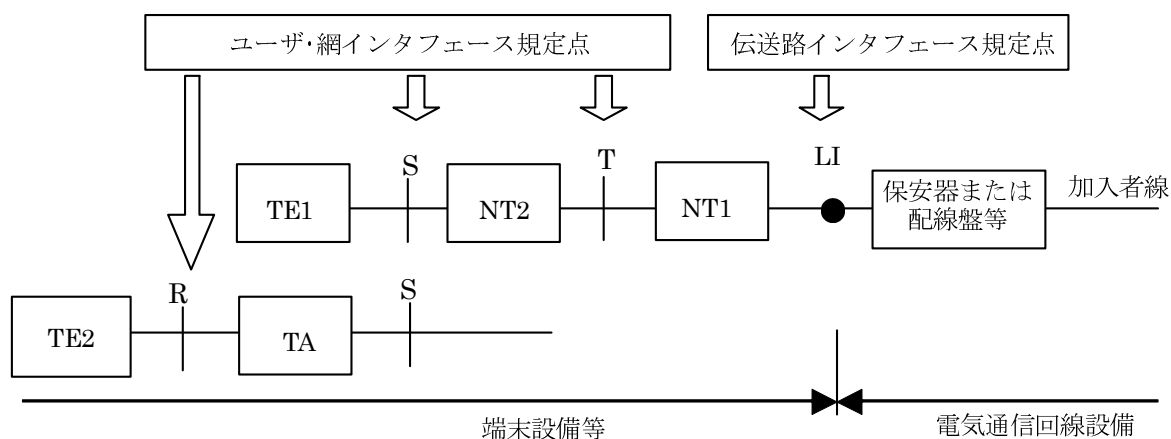 ユーザ・網インタフェース規定点
伝送路インタフェース規定点
S
T
LI
TE1
NT2
NT1
保安器または
配線盤等
加入者線
R
S
TE2
TA
端末設備等
電気通信回線設備